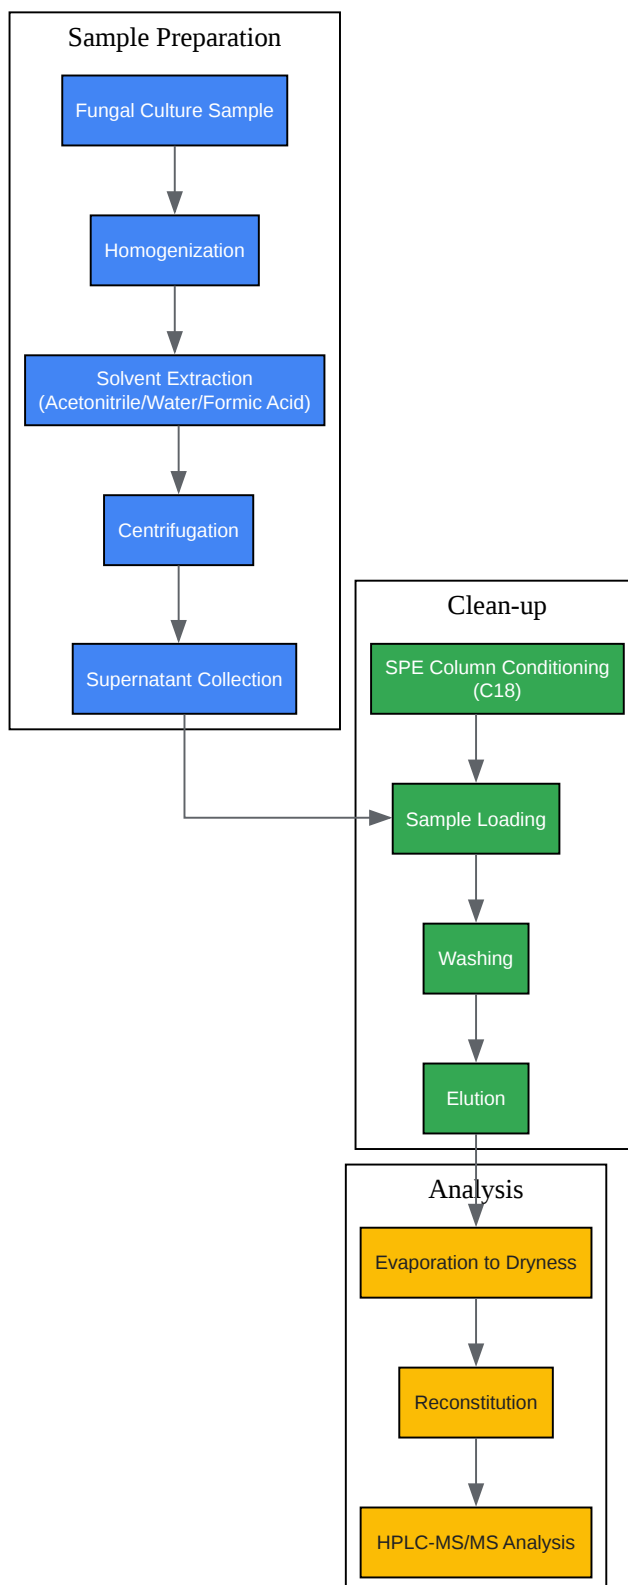 Sample Preparation
Fungal Culture Sample
Homogenization
Solvent Extraction
(Acetonitrile/Water/Formic Acid)
Centrifugation
Supernatant Collection
Clean-up
SPE Column Conditioning
(C18)
Sample Loading
Washing
Elution
Analysis
Evaporation to Dryness
Reconstitution
HPLC-MS/MS Analysis